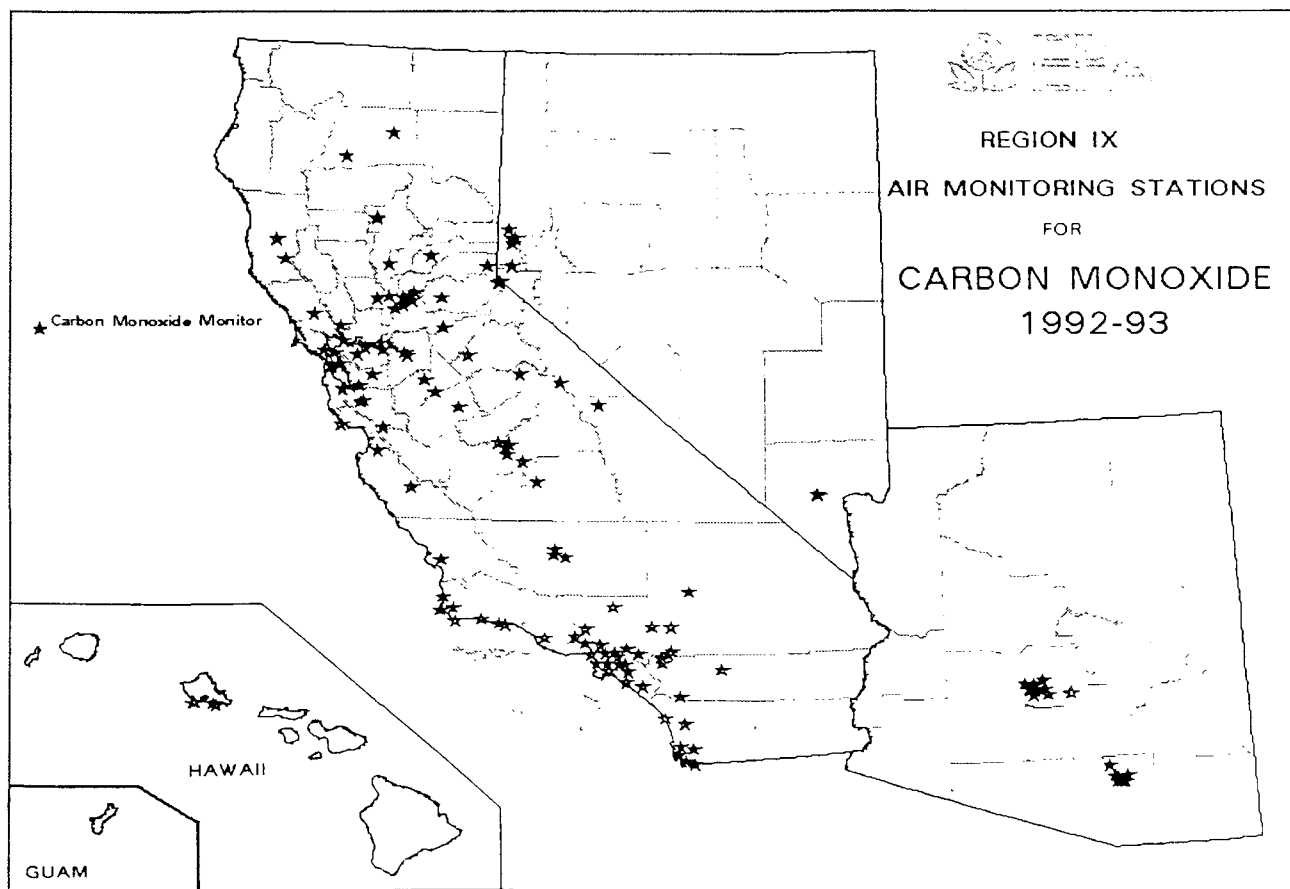 REGION IX
AIR MONITORING STATIONS
FOR
CARBON MONOXIDE
1992-93
Carbon Monoxide Monitor
HAWAII
GUAM